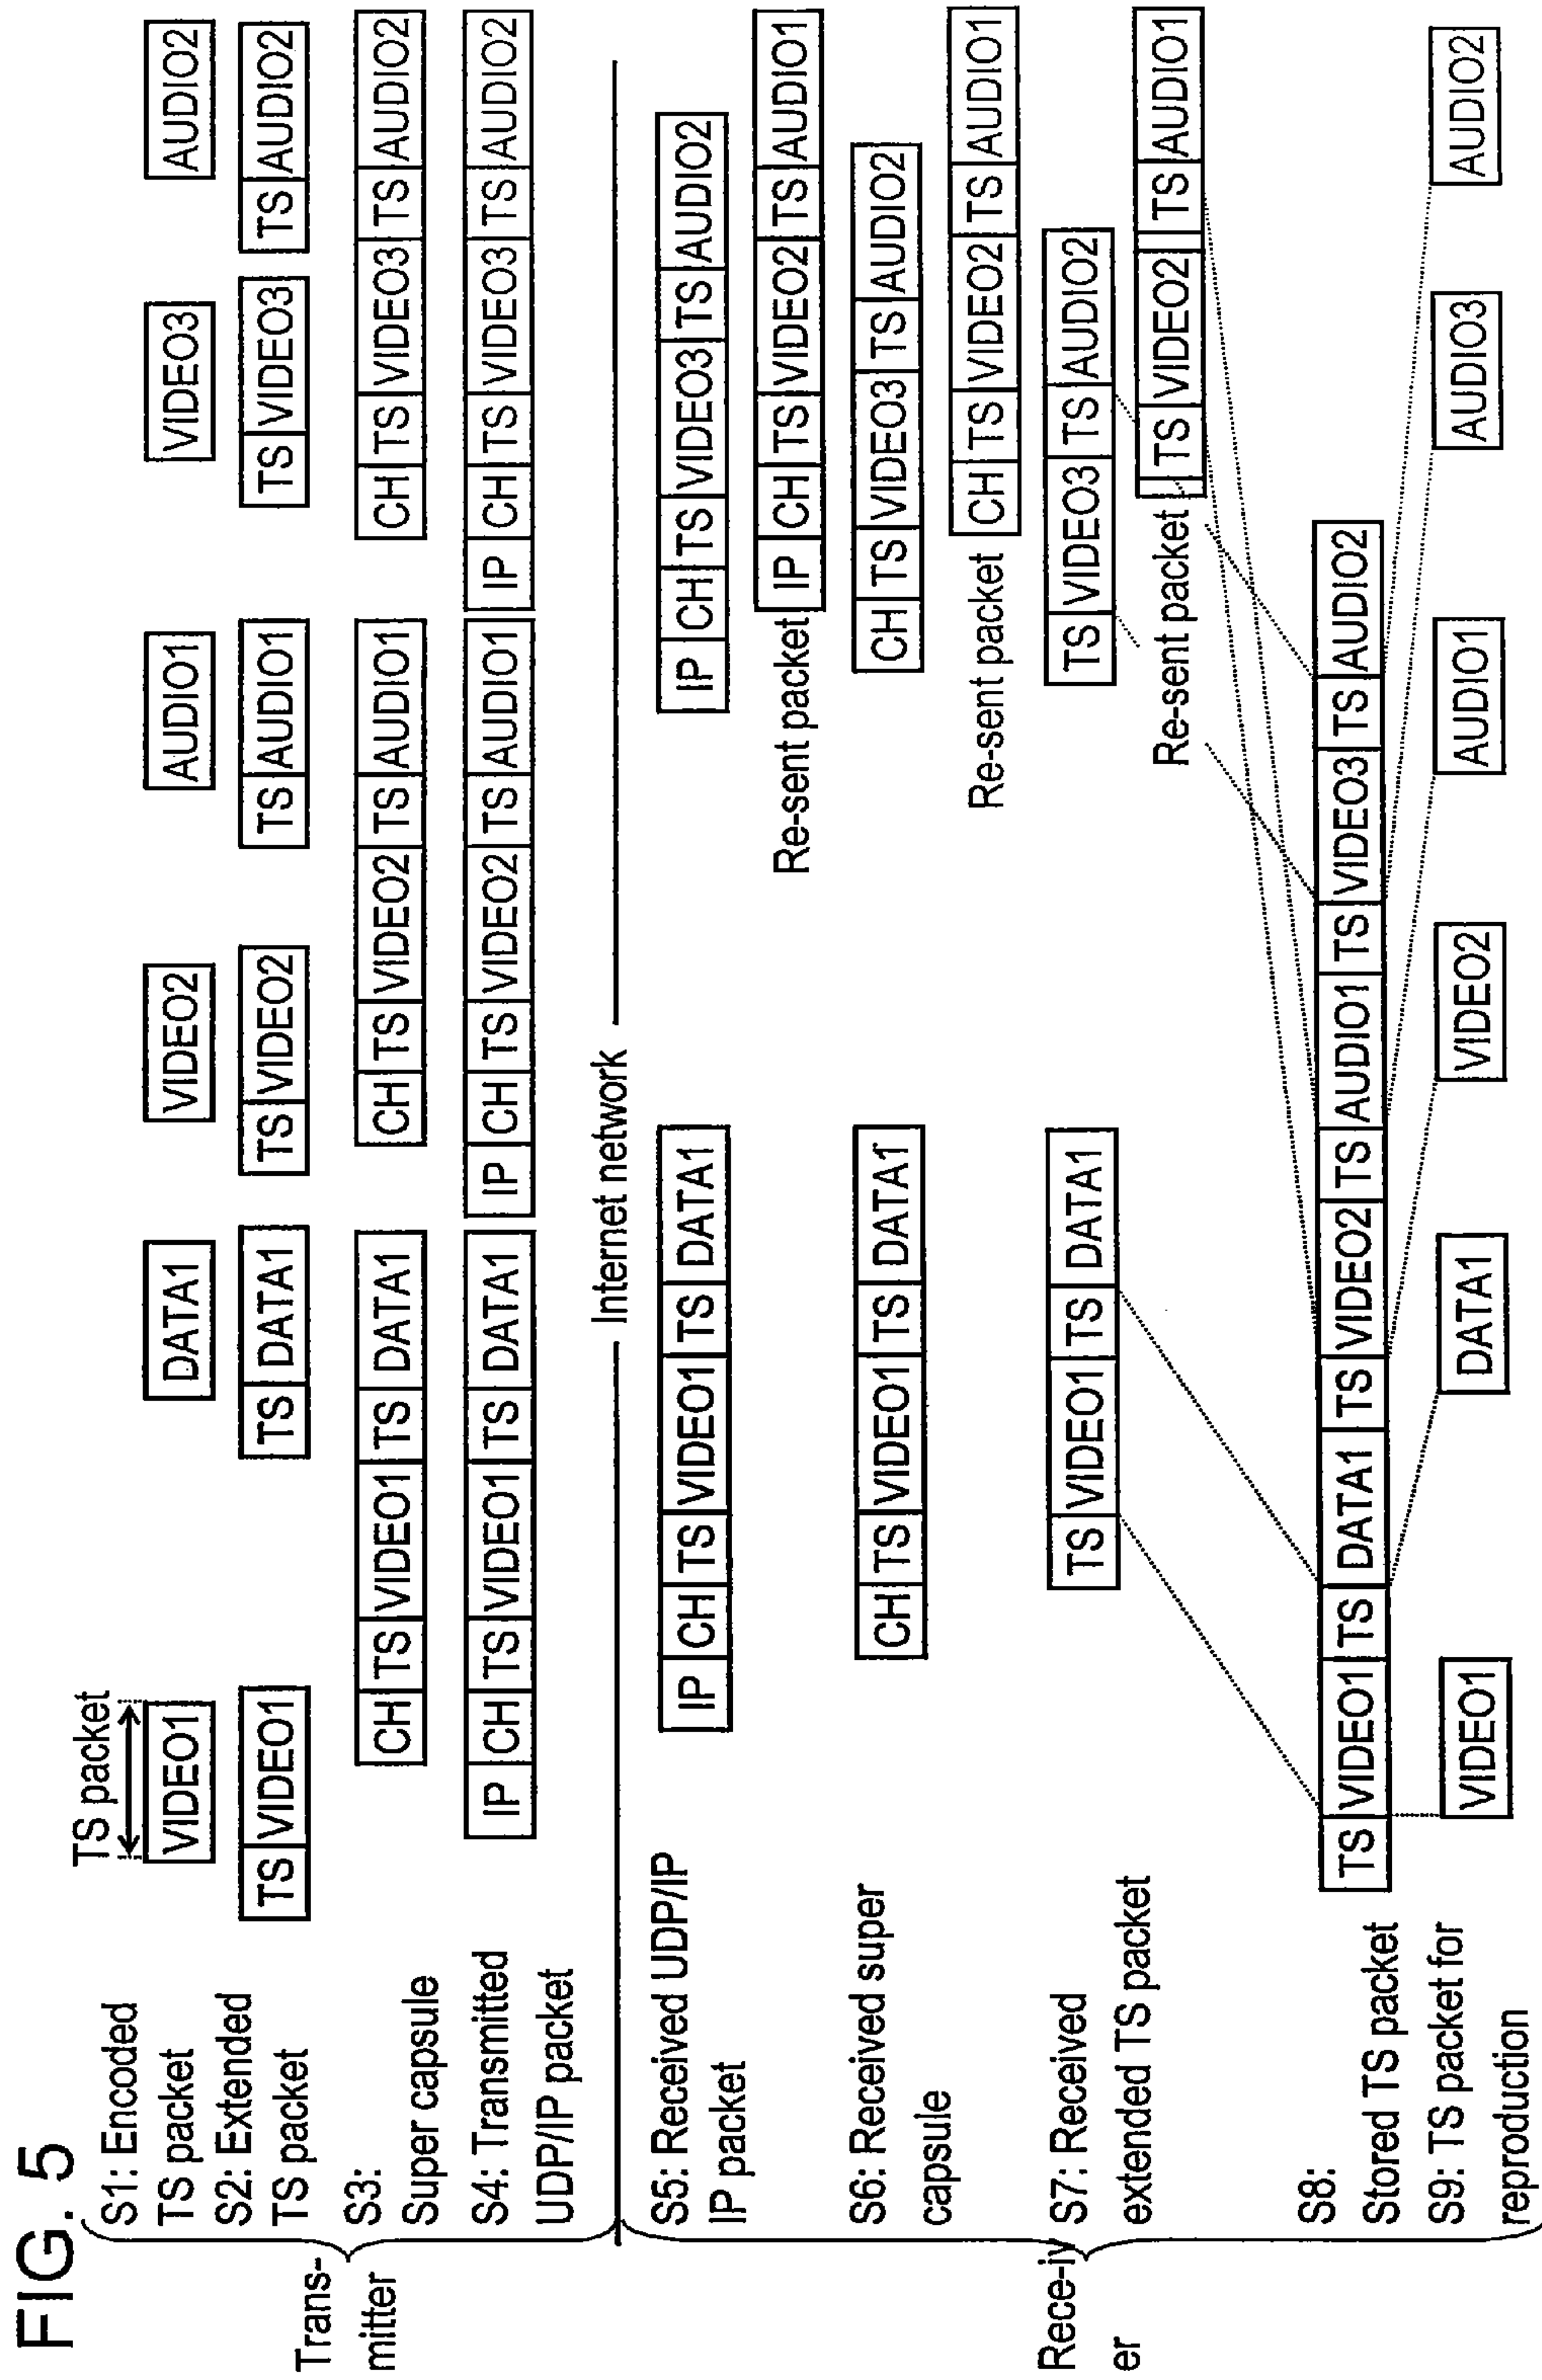 FIG. 5
Trans-
mitter
TS packet
S1: Encoded
TS packet
VIDEO1 DATA1 VIDEO2 AUDIO1 VIDEO3 AUDIO2
S2: Extended
TS packet
TS VIDEO1 TS DATA1 TS VIDEO2 TS AUDIO1 TS VIDEO3 TS AUDIO2
S3:
Super capsule
CH TS VIDEO1 TS DATA1 CH TS VIDEO2 TS AUDIO1 CH TS VIDEO3 TS AUDIO2
S4: Transmitted
UDP/IP packet
IP CH TS VIDEO1 TS DATA1 IP CH TS VIDEO2 TS AUDIO1 IP CH TS VIDEO3 TS AUDIO2
Internet network
Rece-iv
er
S5: Received UDP/IP
IP packet
IP CH TS VIDEO1 TS DATA1 IP CH TS VIDEO3 TS AUDIO2
Re-sent packet IP CH TS VIDEO2 TS AUDIO1
S6: Received super
capsule
CH TS VIDEO1 TS DATA1 CH TS VIDEO3 TS AUDIO2
Re-sent packet CH TS VIDEO2 TS AUDIO1
S7: Received
extended TS packet
TS VIDEO1 TS DATA1 TS VIDEO3 TS AUDIO2
Re-sent packet TS VIDEO2 TS AUDIO1
S8:
Stored TS packet
TS VIDEO1 TS DATA1 TS VIDEO2 TS AUDIO1 TS VIDEO3 TS AUDIO2
S9: TS packet for
reproduction
VIDEO1 DATA1 VIDEO2 AUDIO1 AUDIO3 AUDIO2